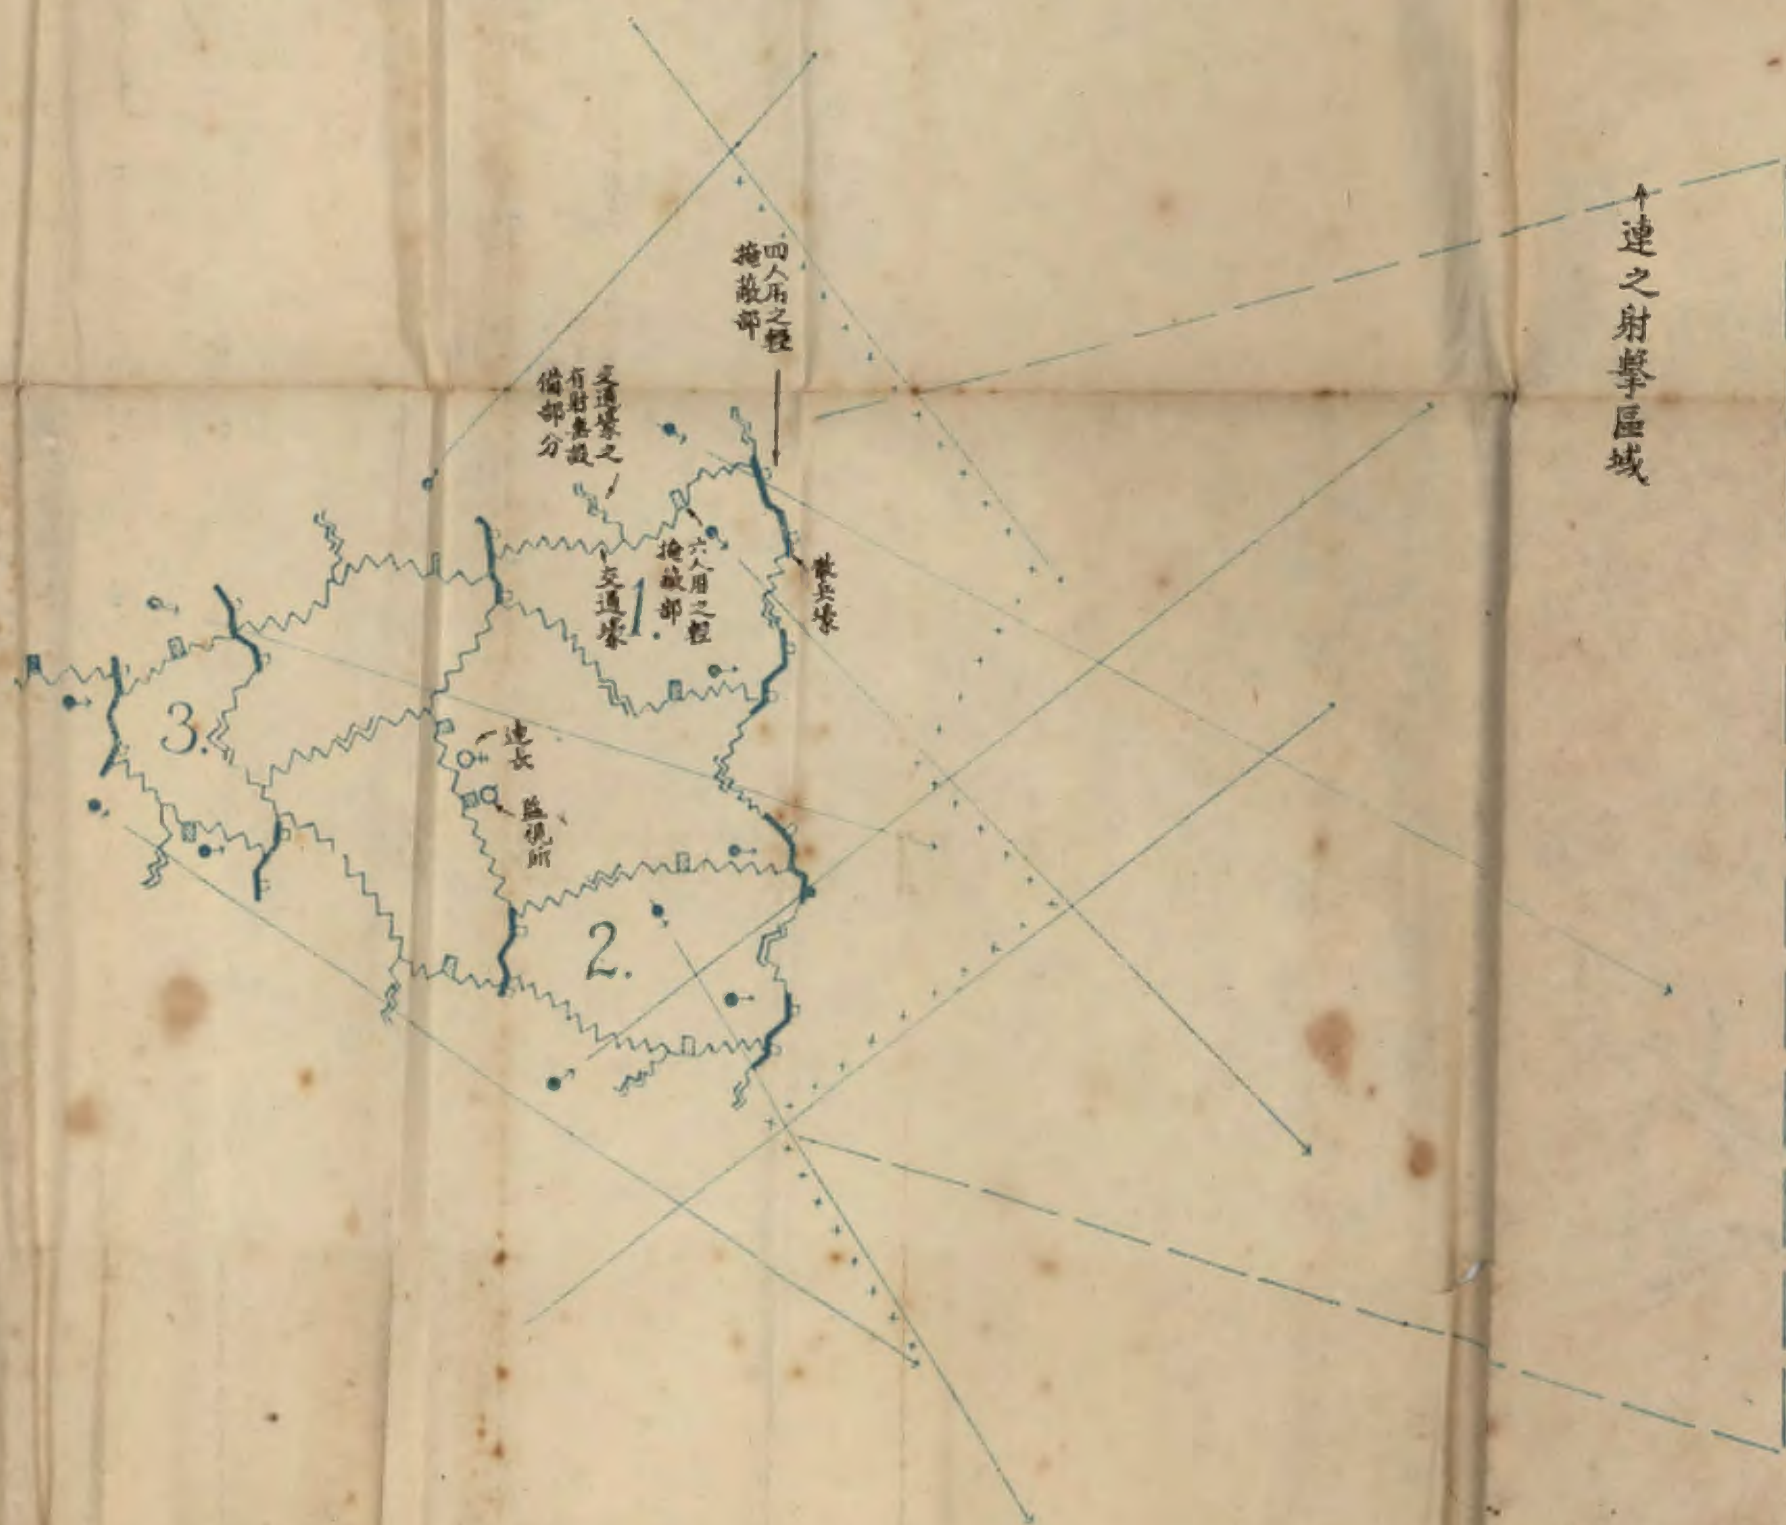 連之射擊區域
四人用之輕
掩蔽部
散兵壕
交通壕之
有射擊設
備部分
六人用之輕
掩蔽部
交通壕
1.
連長
監視所
2.
3.